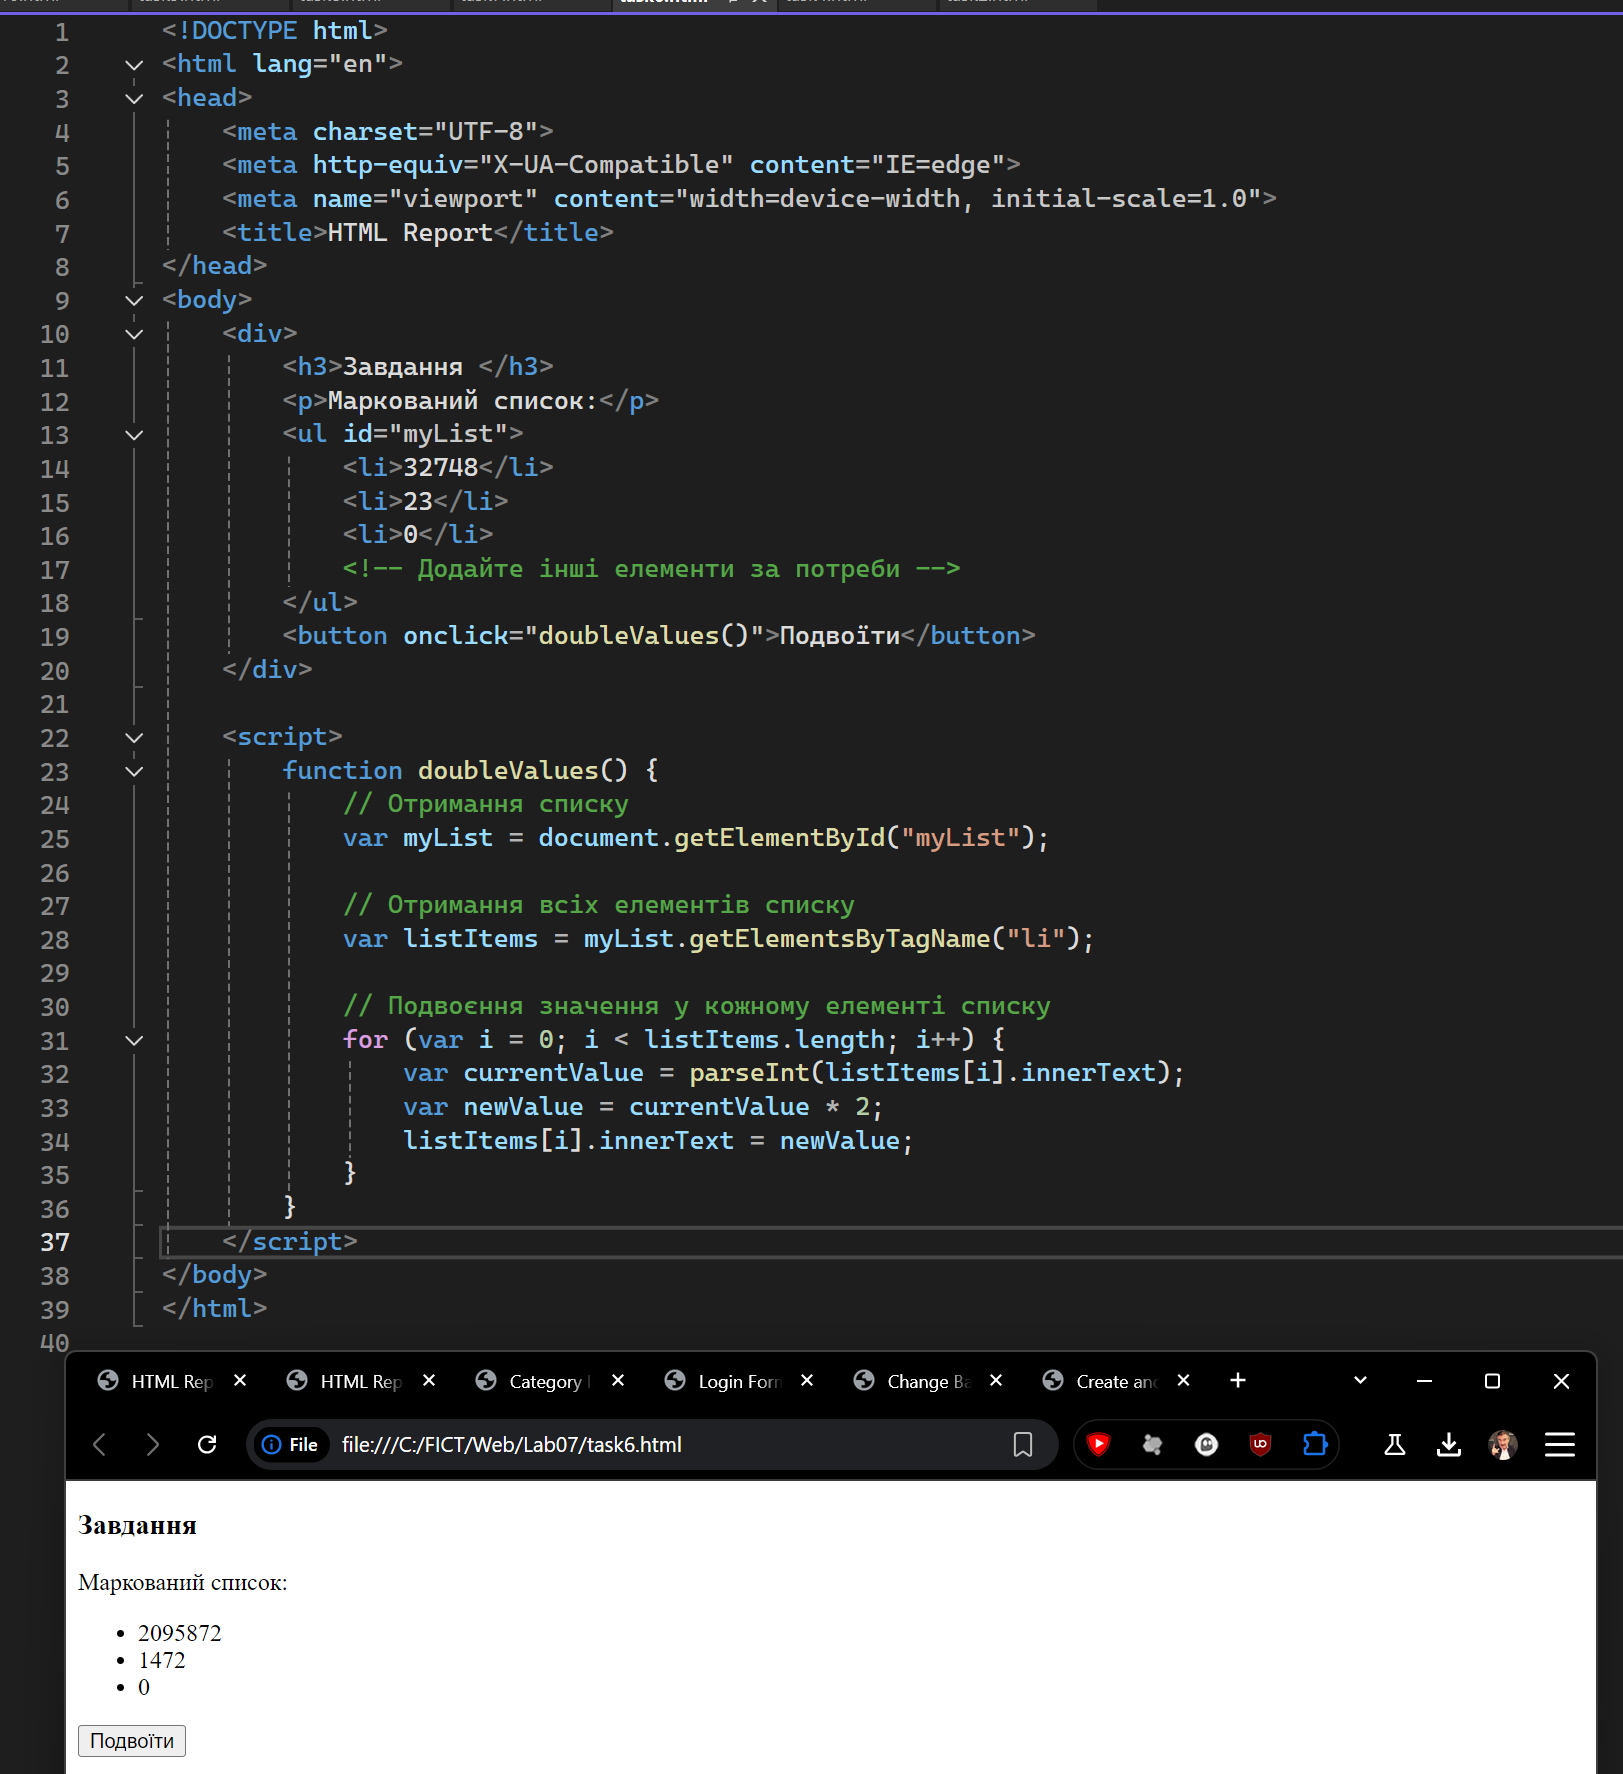 1 <!DOCTYPE html>
2 <html lang="en">
3 <head>
4 <meta charset="UTF-8">
5 <meta http-equiv="X-UA-Compatible" content="IE=edge">
6 <meta name="viewport" content="width=device-width, initial-scale=1.0">
7 <title>HTML Report</title>
8 </head>
9 <body>
10 <div>
11 <h3>Завдання </h3>
12 <p>Маркований список:</p>
13 <ul id="myList">
14 <li>32748</li>
15 <li>23</li>
16 <li>0</li>
17 <!-- Додайте інші елементи за потреби -->
18 </ul>
19 <button onclick="doubleValues()">Подвоїти</button>
20 </div>
21
22 <script>
23 function doubleValues() {
24 // Отримання списку
25 var myList = document.getElementById("myList");
26
27 // Отримання всіх елементів списку
28 var listItems = myList.getElementsByTagName("li");
29
30 // Подвоєння значення у кожному елементі списку
31 for (var i = 0; i < listItems.length; i++) {
32 var currentValue = parseInt(listItems[i].innerText);
33 var newValue = currentValue * 2;
34 listItems[i].innerText = newValue;
35 }
36 }
37 </script>
38 </body>
39 </html>
40
HTML Rep HTML Rep Category Login Form Change Ba Create and
File file:///C:/FICT/Web/Lab07/task6.html
Завдання
Маркований список:
• 2095872
• 1472
• 0
Подвоїти